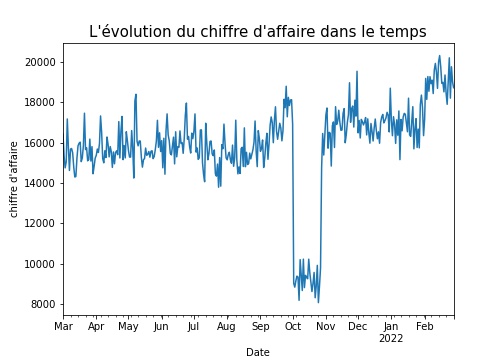 L'évolution du chiffre d'affaire dans le temps
chiffre d'affaire
20000
18000
16000
14000
12000
10000
8000
Mar Apr May Jun Jul Aug Sep Oct Nov Dec Jan Feb
2022
Date